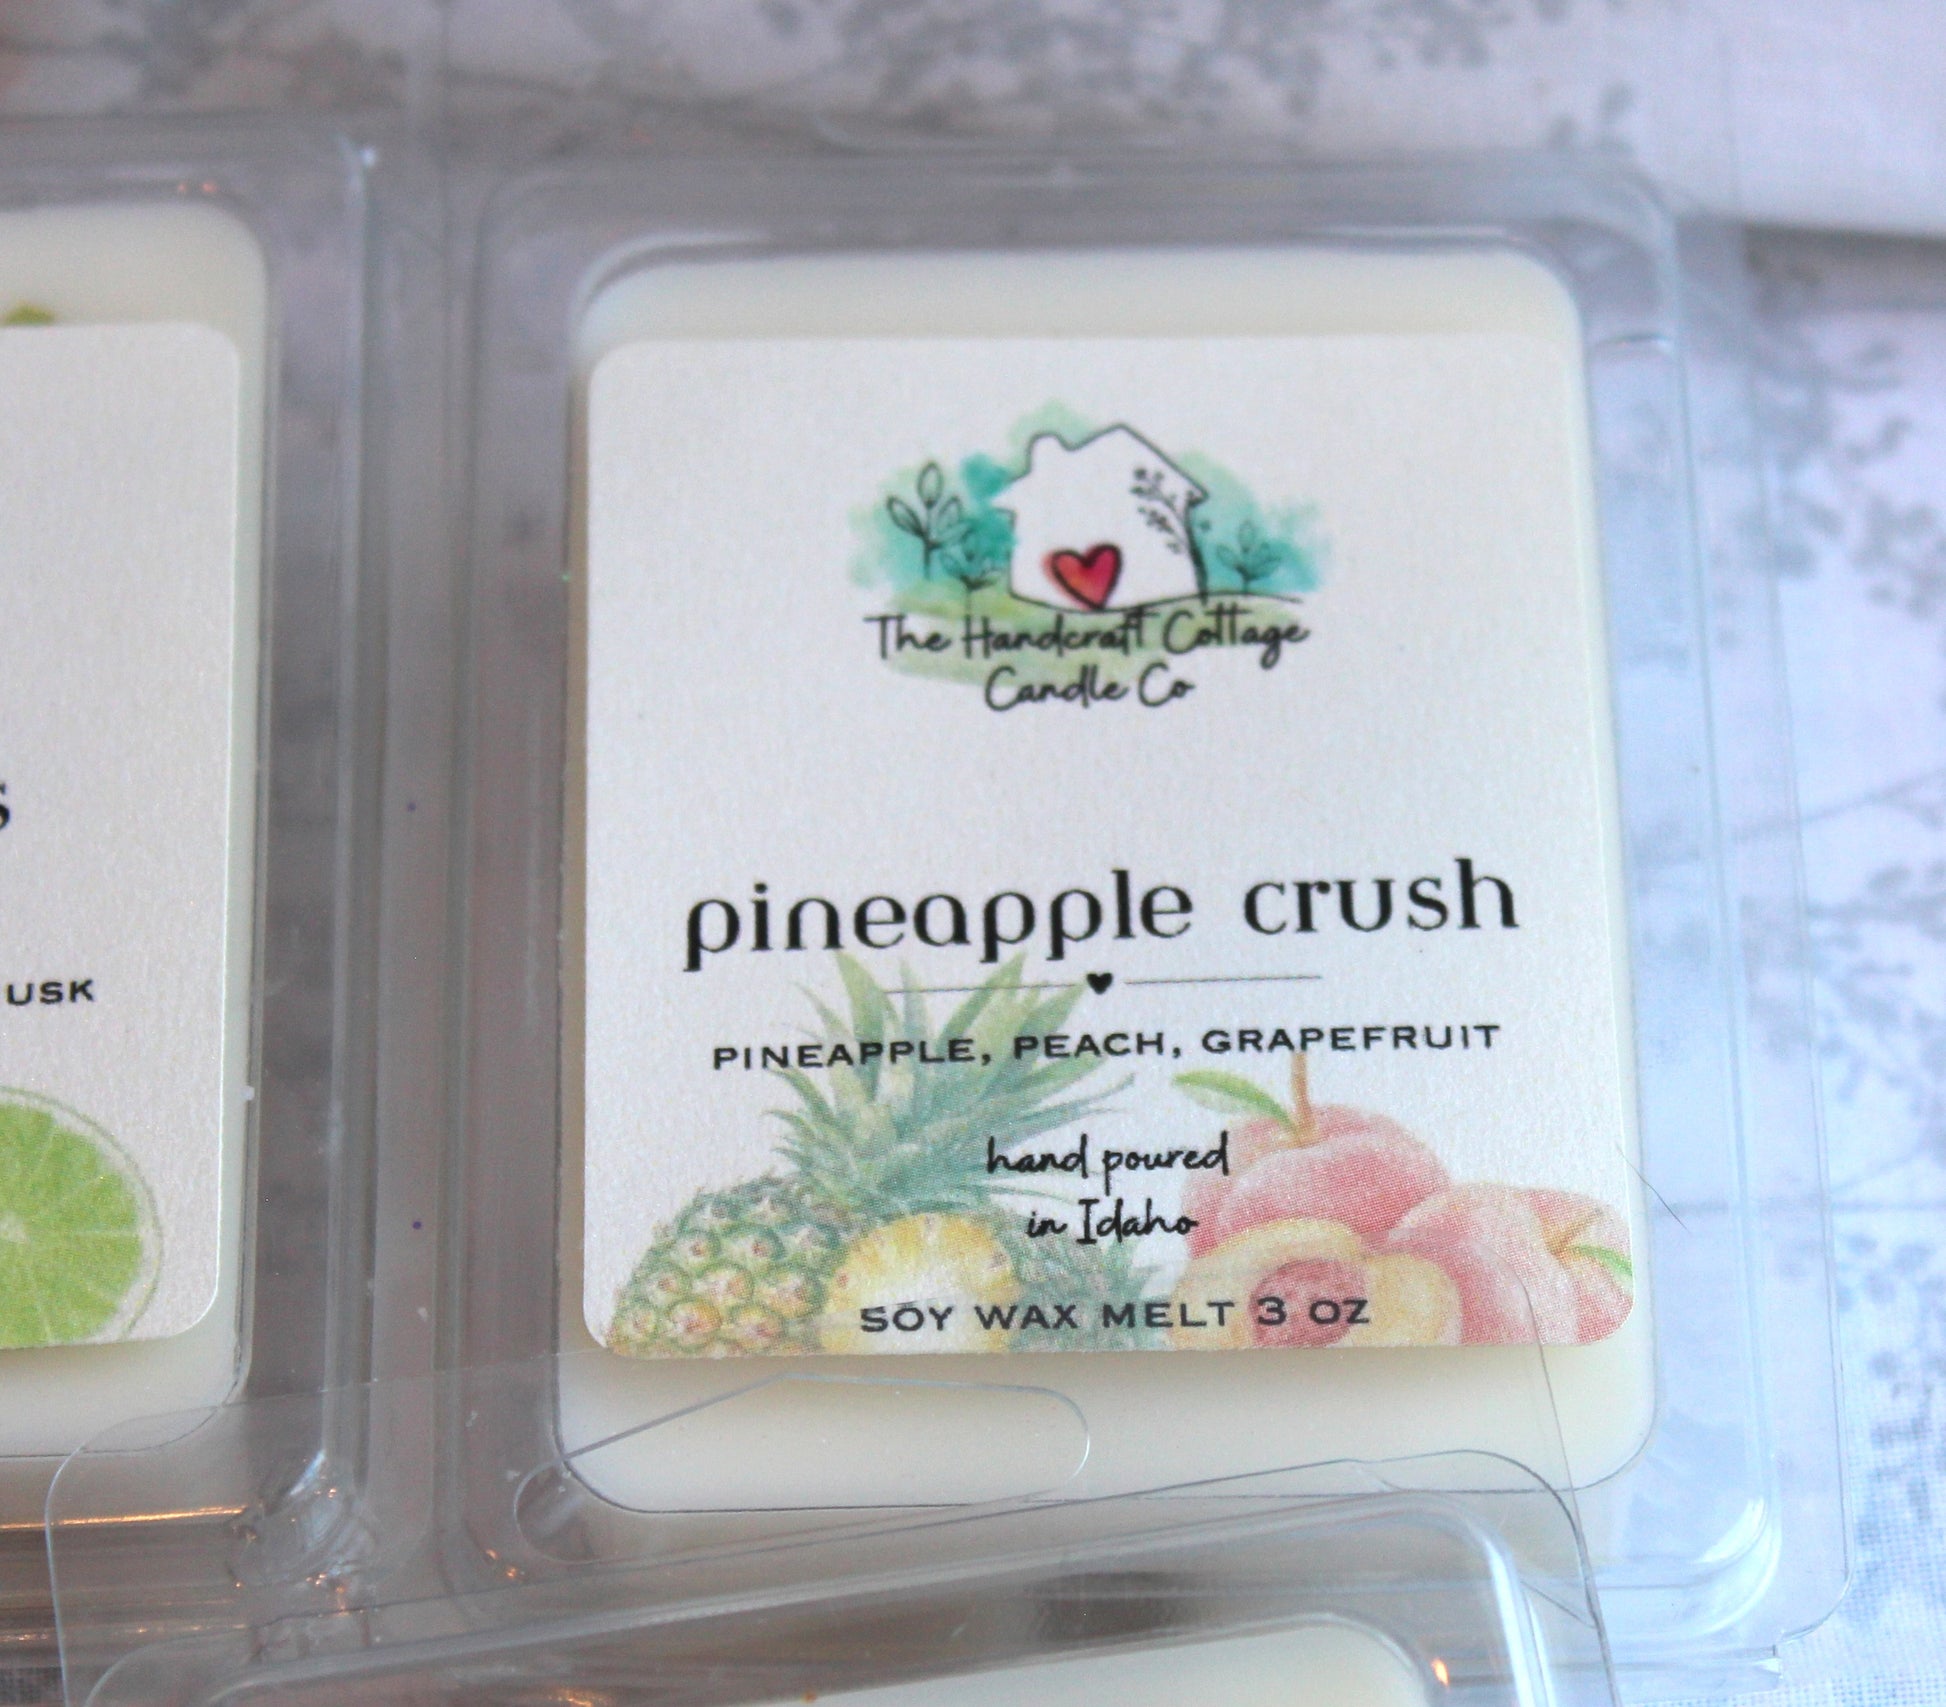 The Handcraft Cottage
Candle Co
pineapple crush
PINEAPPLE, PEACH, GRAPEFRUIT
hand poured
in Idaho
SOY WAX MELT 3 OZ